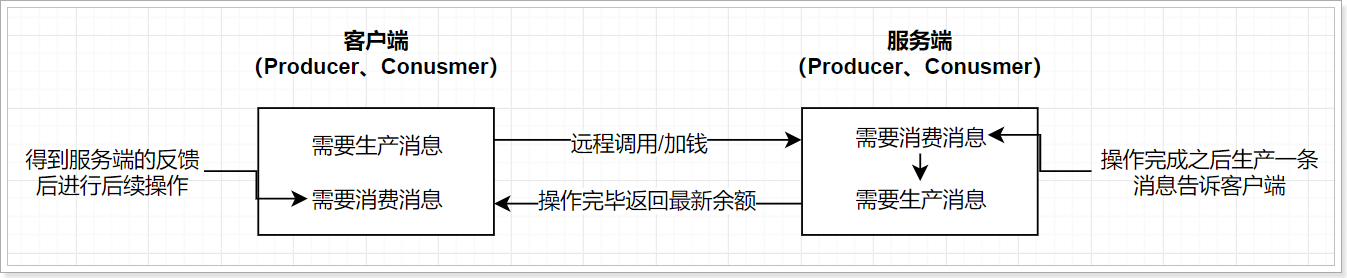 客户端
（Producer、Conusmer）
服务端
（Producer、Conusmer）
得到服务端的反馈
后进行后续操作
需要生产消息
需要消费消息
远程调用/加钱
操作完毕返回最新余额
需要消费消息
需要生产消息
操作完成之后生产一条
消息告诉客户端